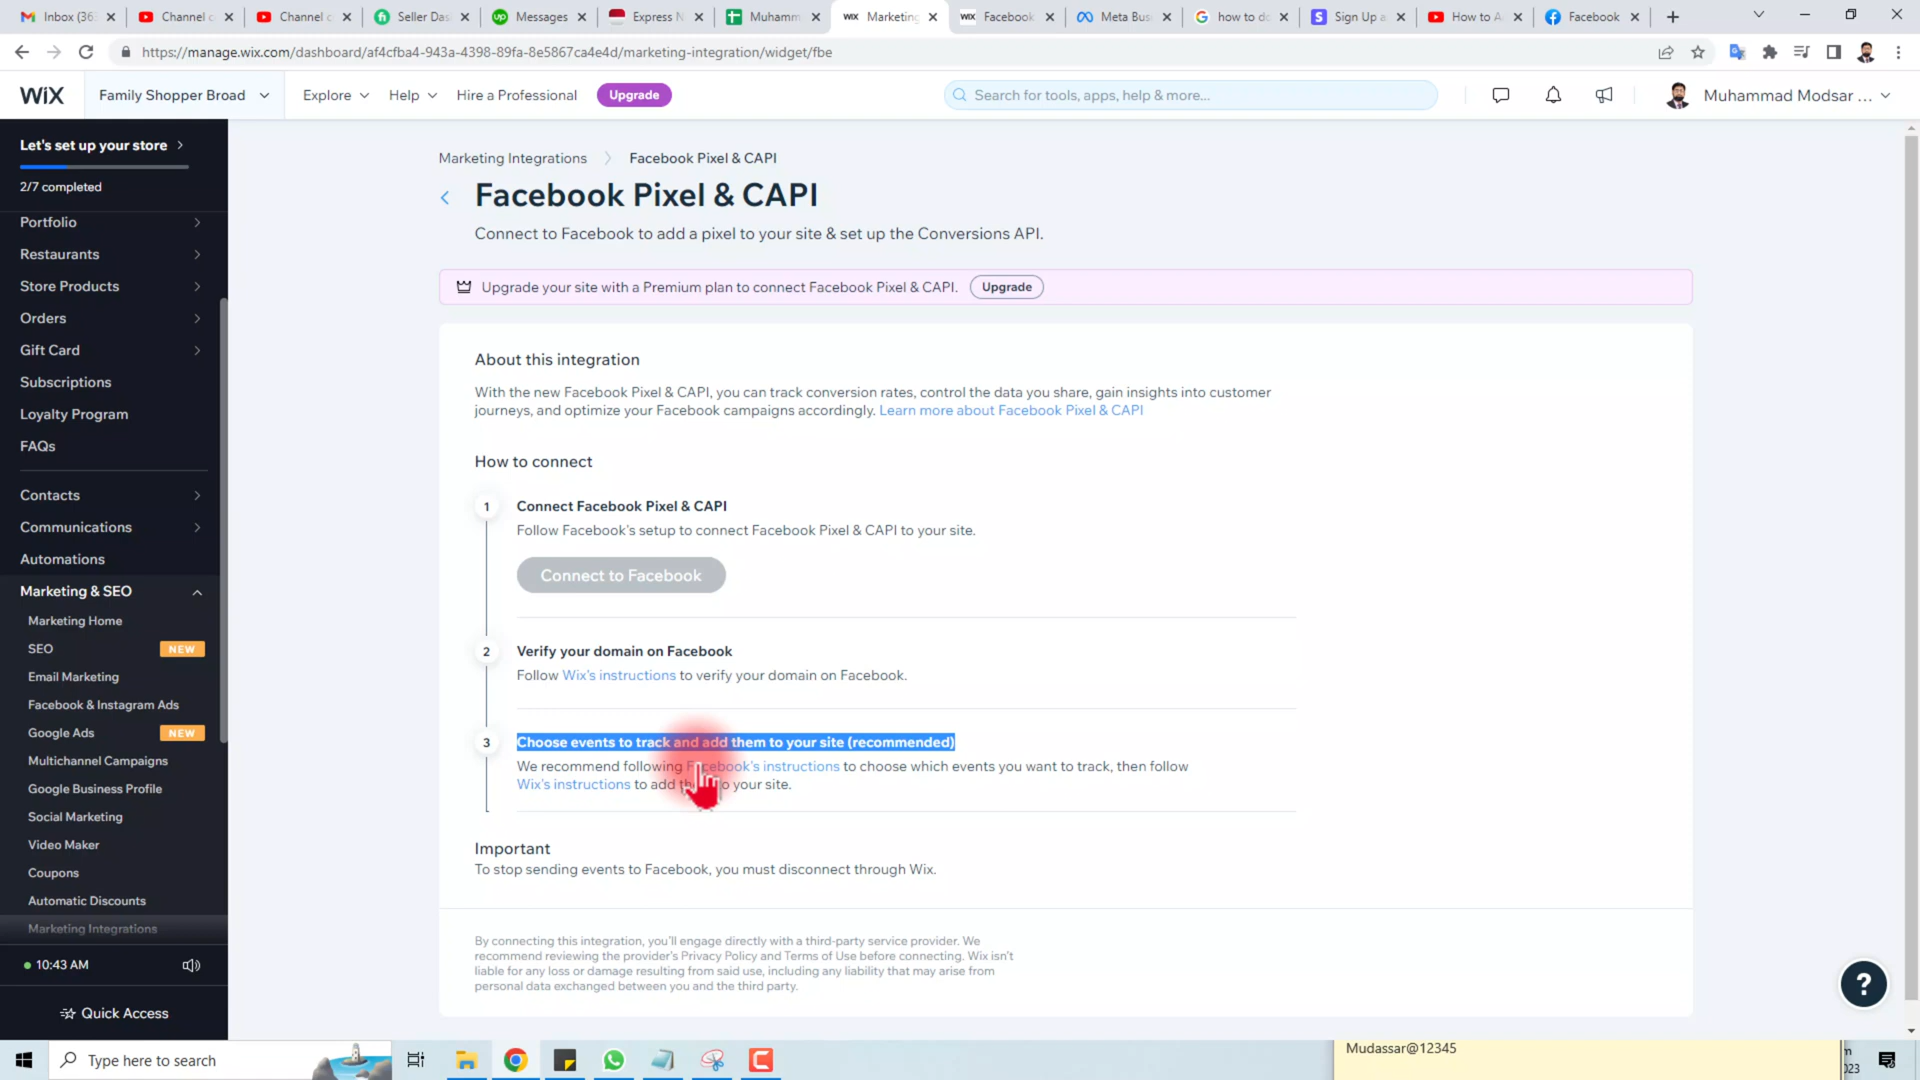 Inbox (36
Channel c
Channel c
Seller Das
Messages
Express N
Muhamm
WIX Marketing
WIX Facebook
Meta Bus
how to do
Sign Up a
How to A
Facebook
https://manage.wix.com/dashboard/af4cfba4-943a-4398-89fa-8e5867ca4e4d/marketing-integration/widget/fbe
WIX
Family Shopper Broad
Explore
Help
Hire a Professional
Upgrade
Search for tools, apps, help & more...
Muhammad Modsar ...
Let's set up your store
2/7 completed
Portfolio
Restaurants
Store Products
Orders
Gift Card
Subscriptions
Loyalty Program
FAQs
Contacts
Communications
Automations
Marketing & SEO
Marketing Home
SEO NEW
Email Marketing
Facebook & Instagram Ads
Google Ads NEW
Multichannel Campaigns
Google Business Profile
Social Marketing
Video Maker
Coupons
Automatic Discounts
Marketing Integrations
10:43 AM
Quick Access
Marketing Integrations > Facebook Pixel & CAPI
Facebook Pixel & CAPI
Connect to Facebook to add a pixel to your site & set up the Conversions API.
Upgrade your site with a Premium plan to connect Facebook Pixel & CAPI. Upgrade
About this integration
With the new Facebook Pixel & CAPI, you can track conversion rates, control the data you share, gain insights into customer
journeys, and optimize your Facebook campaigns accordingly. Learn more about Facebook Pixel & CAPI
How to connect
1 Connect Facebook Pixel & CAPI
Follow Facebook's setup to connect Facebook Pixel & CAPI to your site.
Connect to Facebook
2 Verify your domain on Facebook
Follow Wix's instructions to verify your domain on Facebook.
3 Choose events to track and add them to your site (recommended)
We recommend following Facebook's instructions to choose which events you want to track, then follow
Wix's instructions to add to your site.
Important
To stop sending events to Facebook, you must disconnect through Wix.
By connecting this integration, you'll engage directly with a third-party service provider. We
recommend reviewing the provider's Privacy Policy and Terms of Use before connecting. Wix isn't
liable for any loss or damage resulting from said use, including any liability that may arise from
personal data exchanged between you and the third party.
?
Type here to search
Mudassar@12345